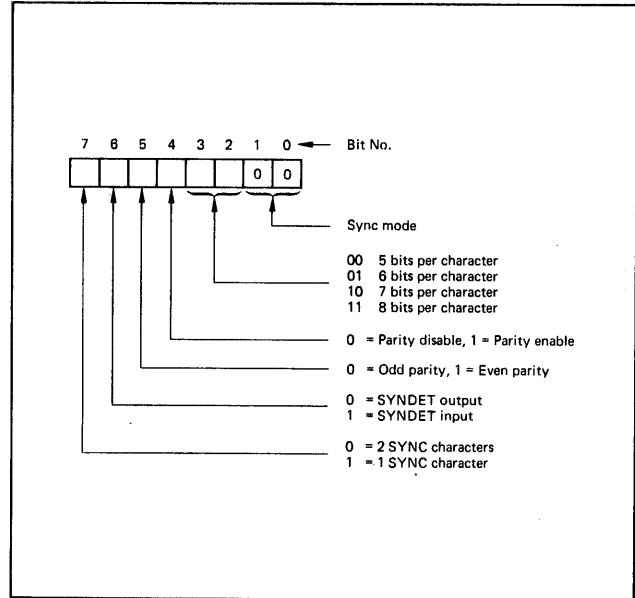 7 6 5 4 3 2 1 0 Bit No.
0 0
Sync mode
00 5 bits per character
01 6 bits per character
10 7 bits per character
11 8 bits per character
0 = Parity disable, 1 = Parity enable
0 = Odd parity, 1 = Even parity
0 = SYNDET output
1 = SYNDET input
0 = 2 SYNC characters
1 = 1 SYNC character